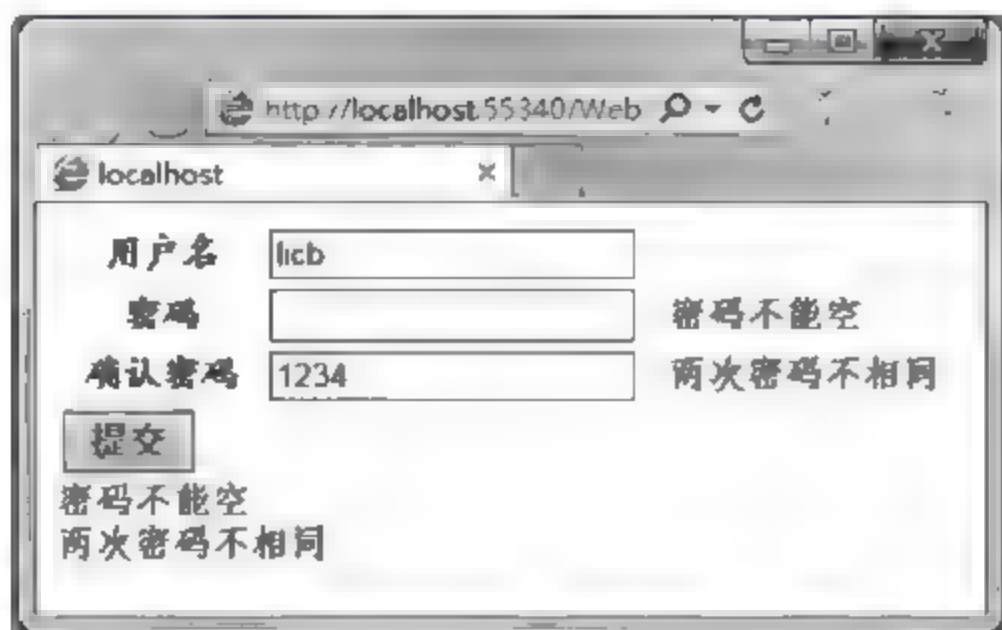 http://localhost:55340/Web
localhost
用户名 licb
密码 密码不能空
确认密码 1234 两次密码不相同
提交
密码不能空
两次密码不相同